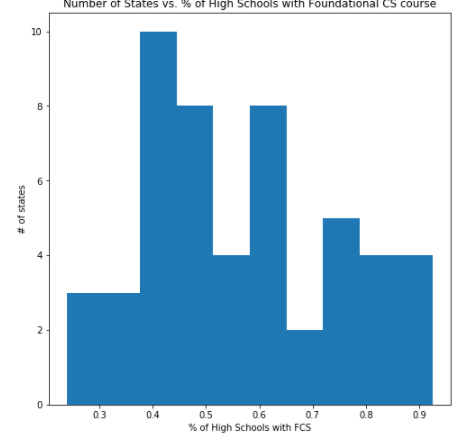 Number of States vs. % of High Schools with Foundational CS course
10
8
6
4
2
0
# of states
0.3 0.4 0.5 0.6 0.7 0.8 0.9
% of High Schools with FCS